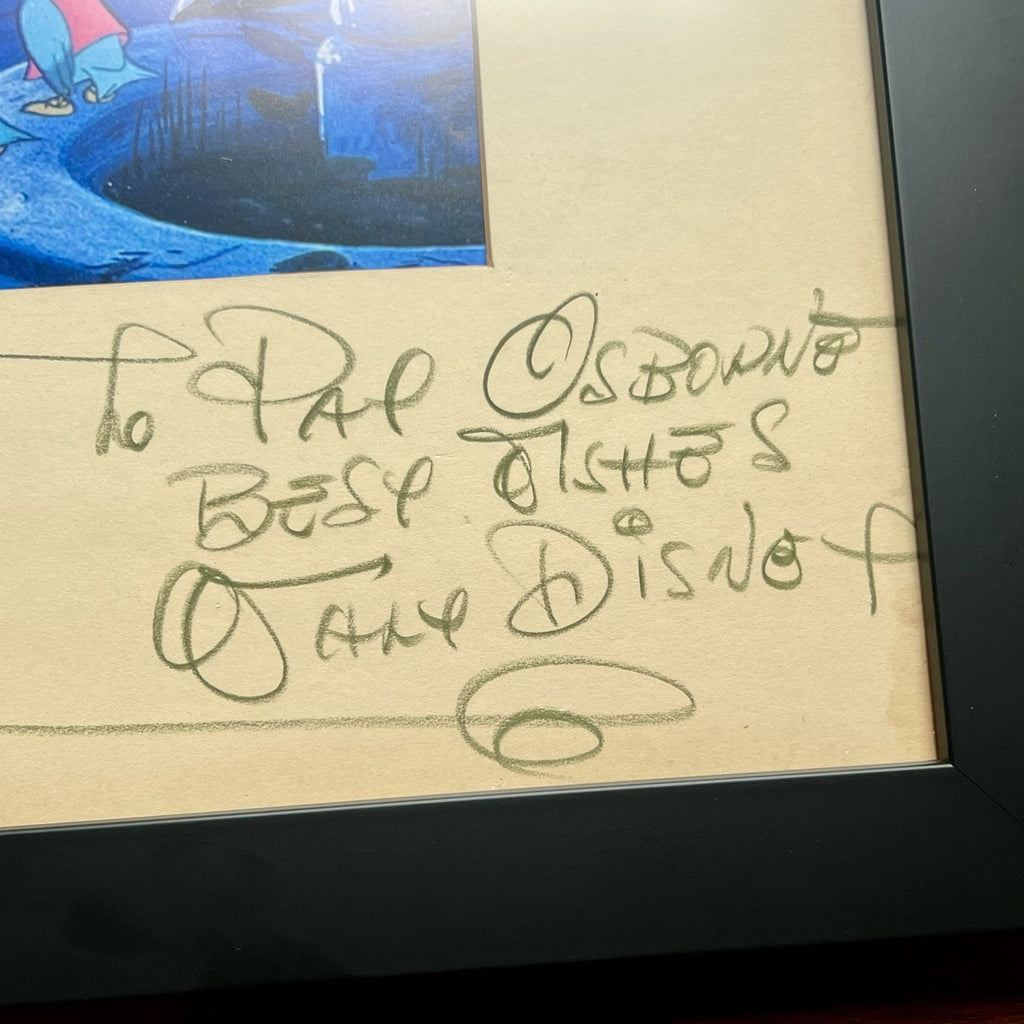 To Pat Osborne
Best Wishes
Walt Disney